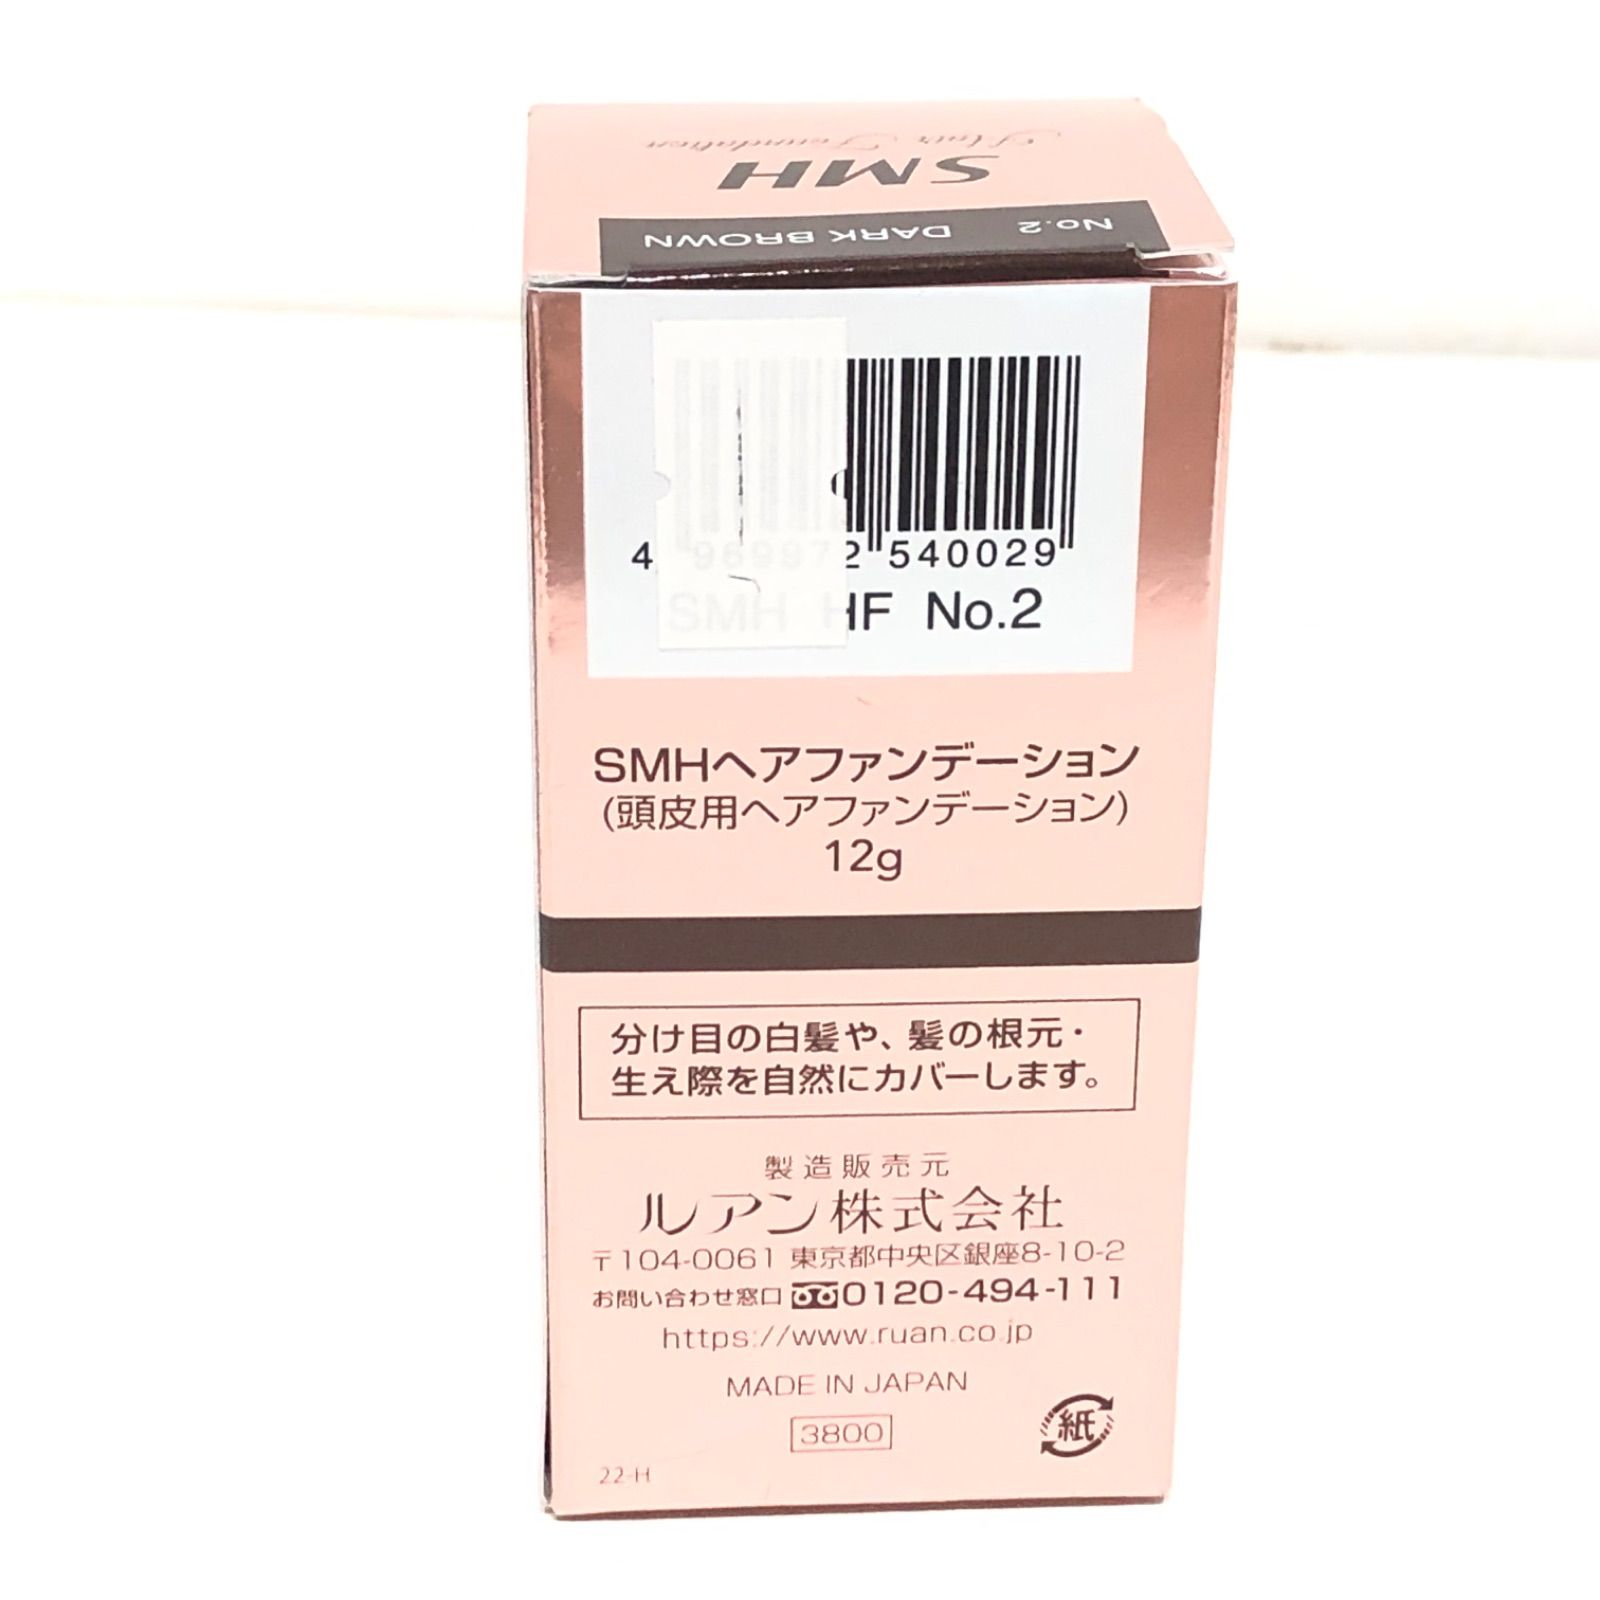 Hair Foundation
SMH
No.2 DARK BROWN
4 969972 540029
SMH HF No.2
SMHヘアファンデーション
(頭皮用ヘアファンデーション)
12g
分け目の白髪や、髪の根元・
生え際を自然にカバーします。
製造販売元
ルアン株式会社
〒104-0061 東京都中央区銀座8-10-2
お問い合わせ窓口 0120-494-111
https://www.ruan.co.jp
MADE IN JAPAN
3800
紙
22-H